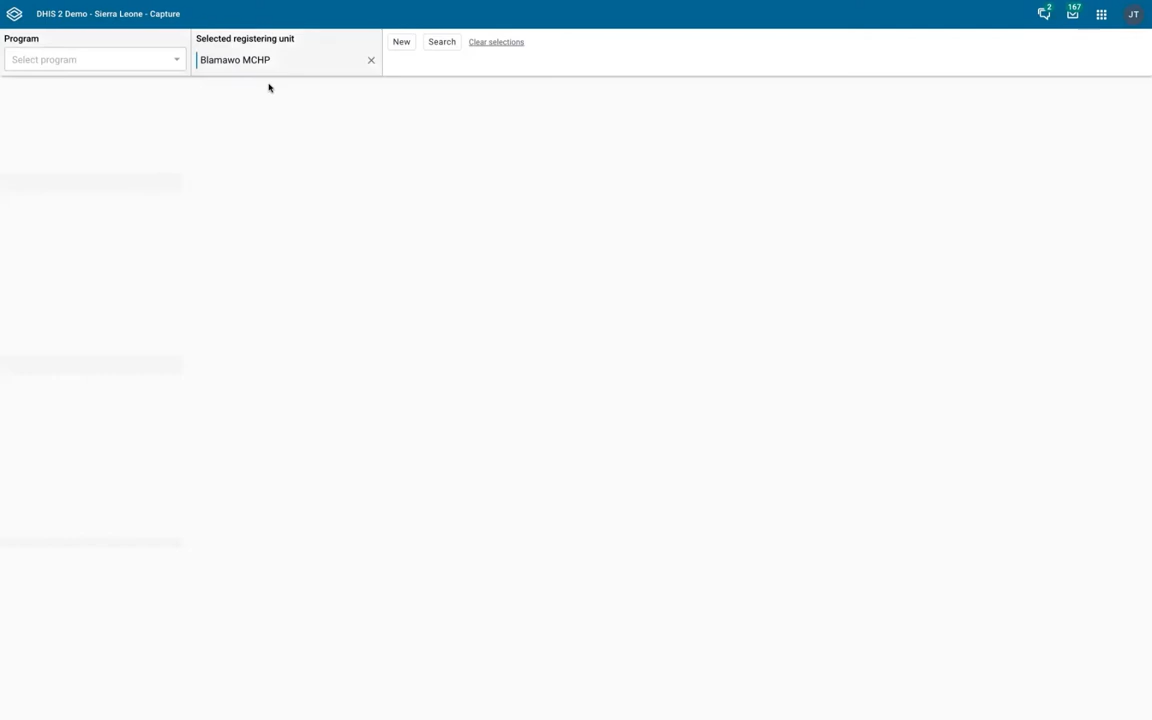 DHIS 2 Demo - Sierra Leone - Capture
2
167
JT
Program
Select program
Selected registering unit
Blamawo MCHP
New
Search
Clear selections